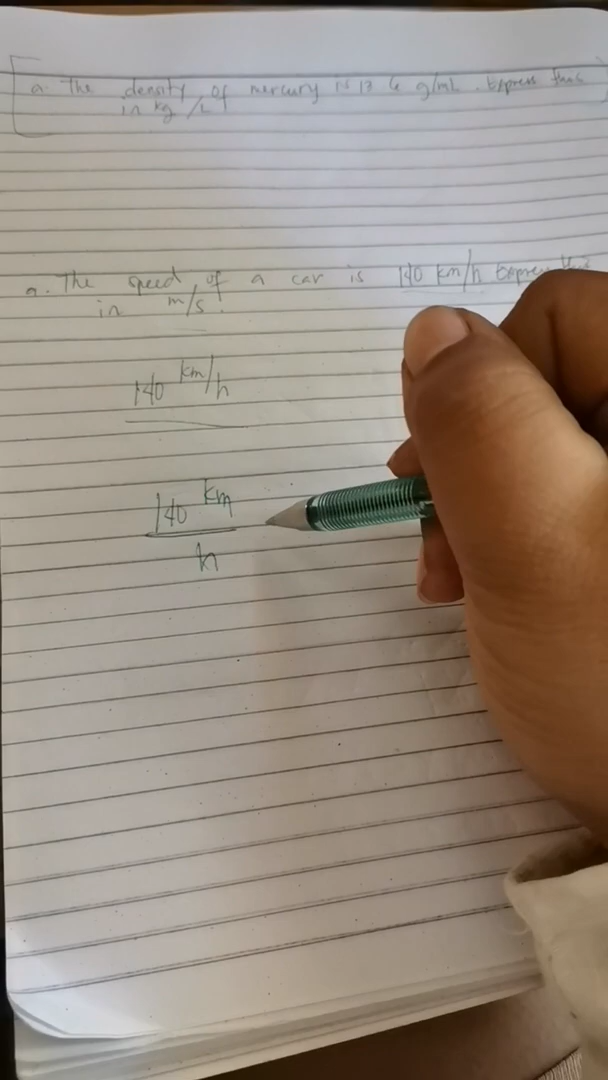 a. The density of mercury is 13.6 g/mL. Express this
in kg/L
a. The speed of a car is 140 km/h Express this
in m/s.
140 km/h
140 km
h